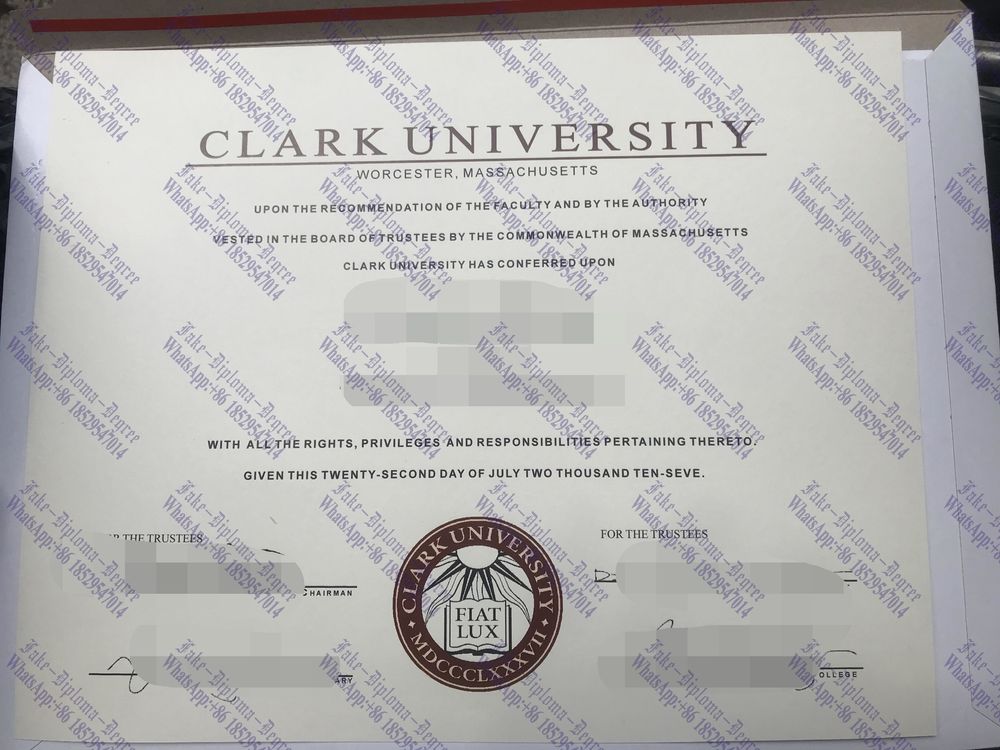 CLARK UNIVERSITY
WORCESTER, MASSACHUSETTS
UPON THE RECOMMENDATION OF THE FACULTY AND BY THE AUTHORITY
VESTED IN THE BOARD OF TRUSTEES BY THE COMMONWEALTH OF MASSACHUSETTS
CLARK UNIVERSITY HAS CONFERRED UPON
WITH ALL THE RIGHTS, PRIVILEGES AND RESPONSIBILITIES PERTAINING THERETO.
GIVEN THIS TWENTY-SECOND DAY OF JULY TWO THOUSAND TEN-SEVE.
THE TRUSTEES
FOR THE TRUSTEES
CHAIRMAN
CLARK UNIVERSITY
FIAT
LUX
MDCCCLXXXVII
ARY
OLLEGE
Fake-Diploma-Degree
WhatsApp:+86 18529547014